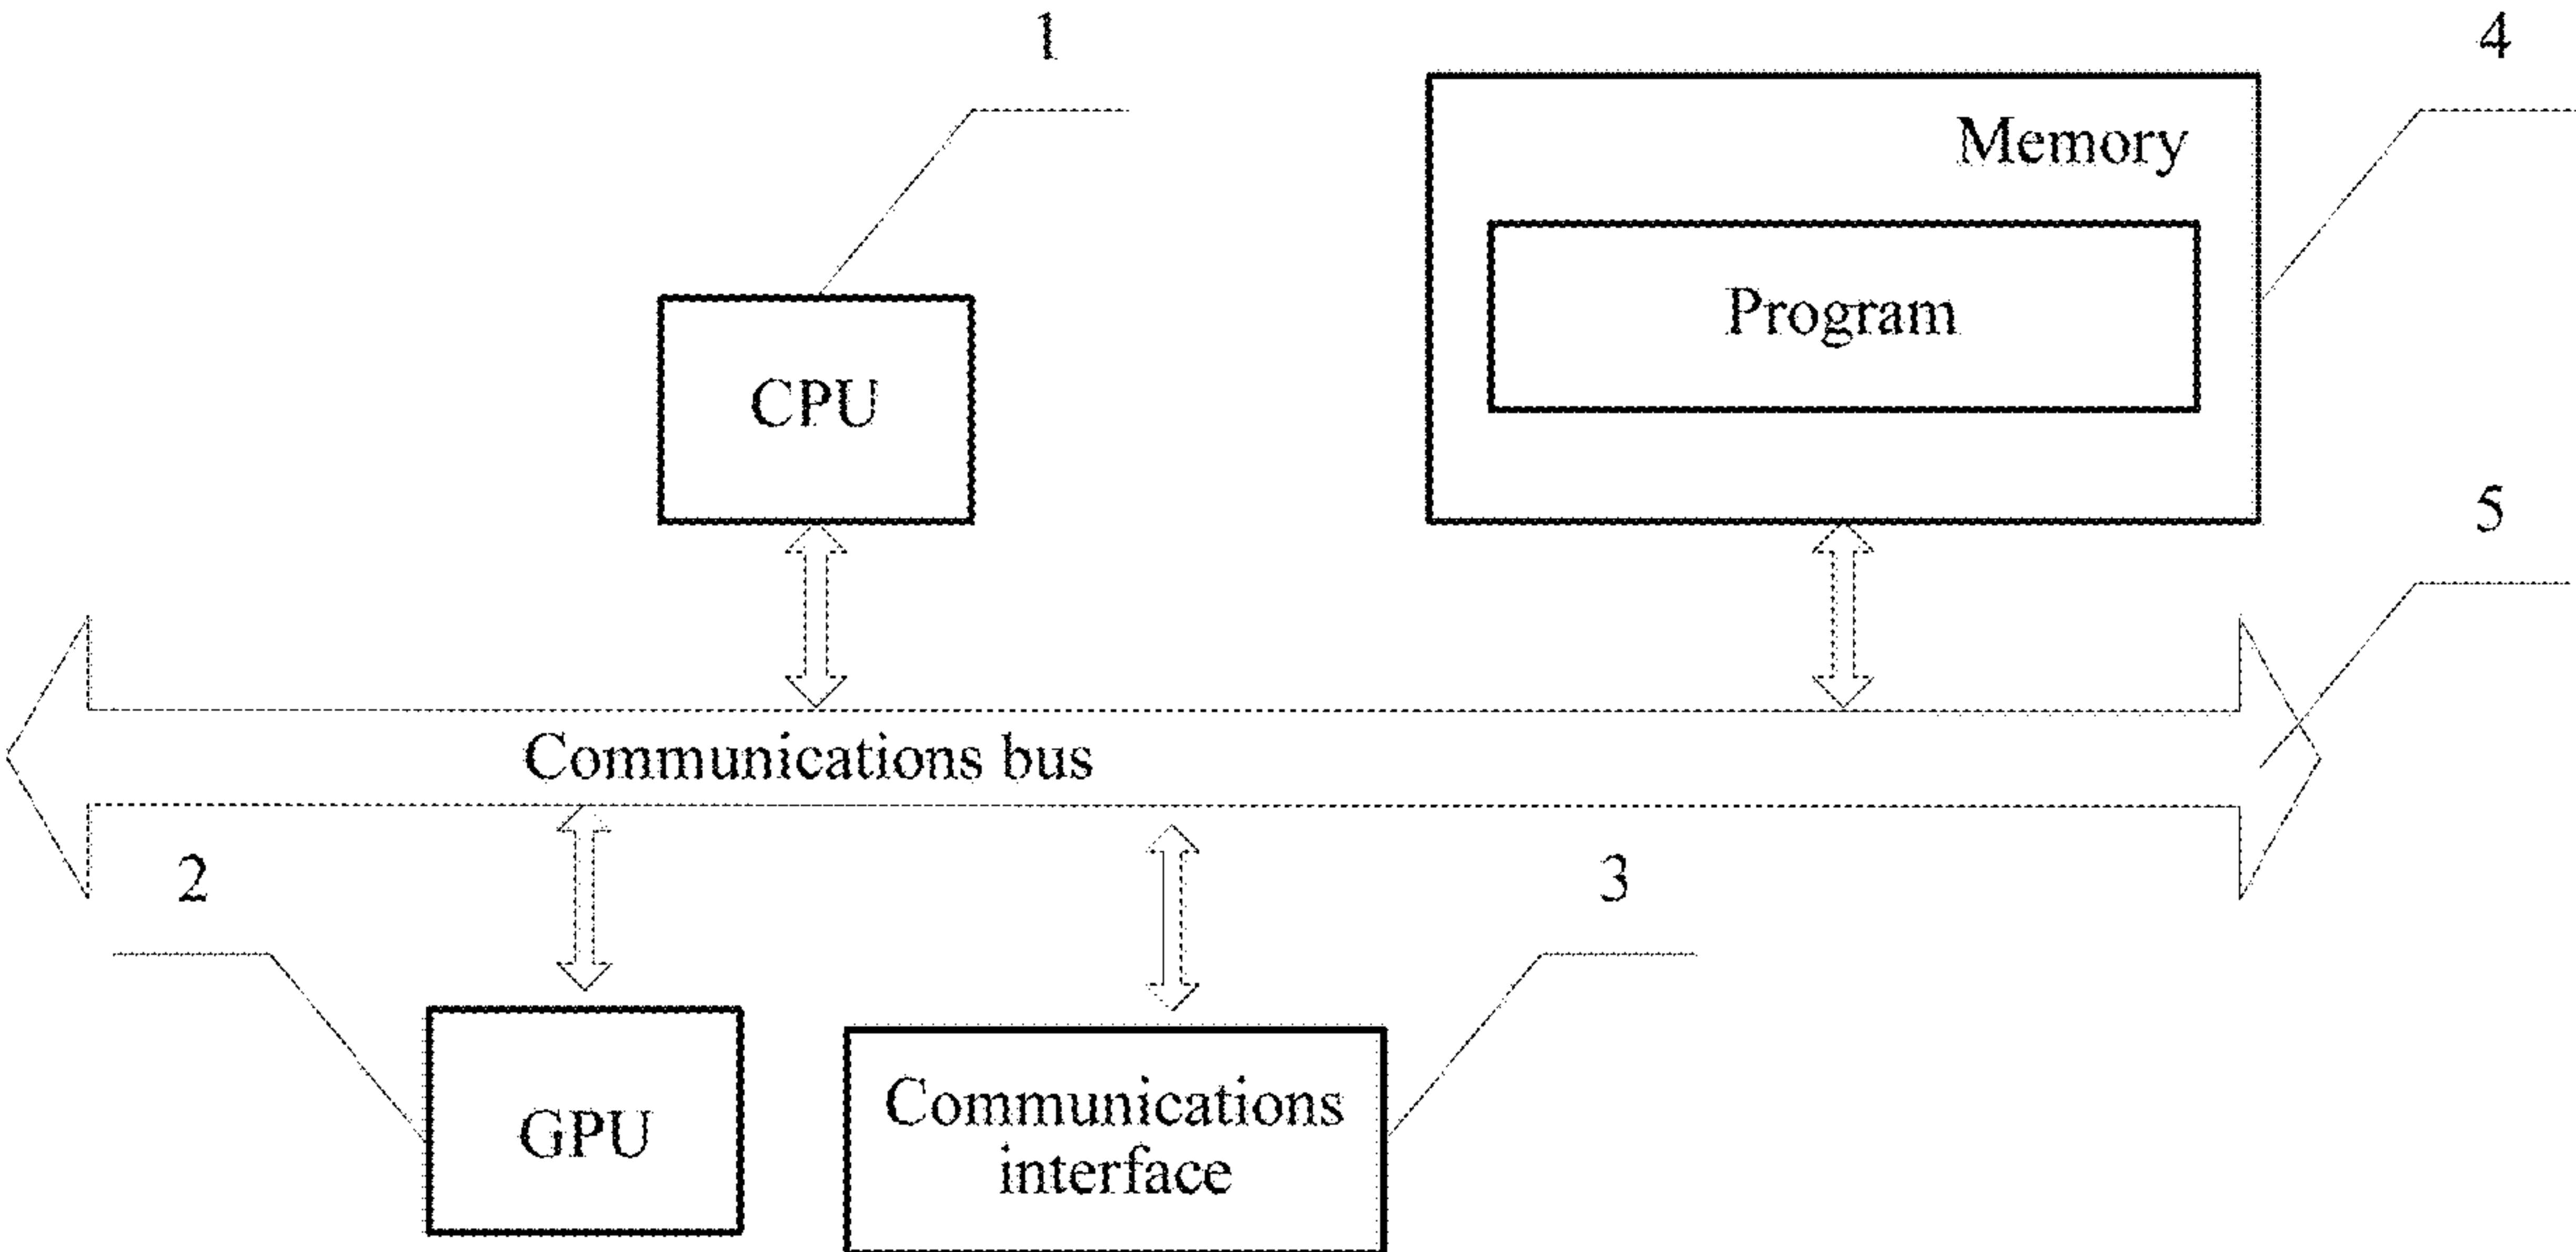 1
4
Memory
Program
CPU
5
Communications bus
2
3
GPU
Communications
interface